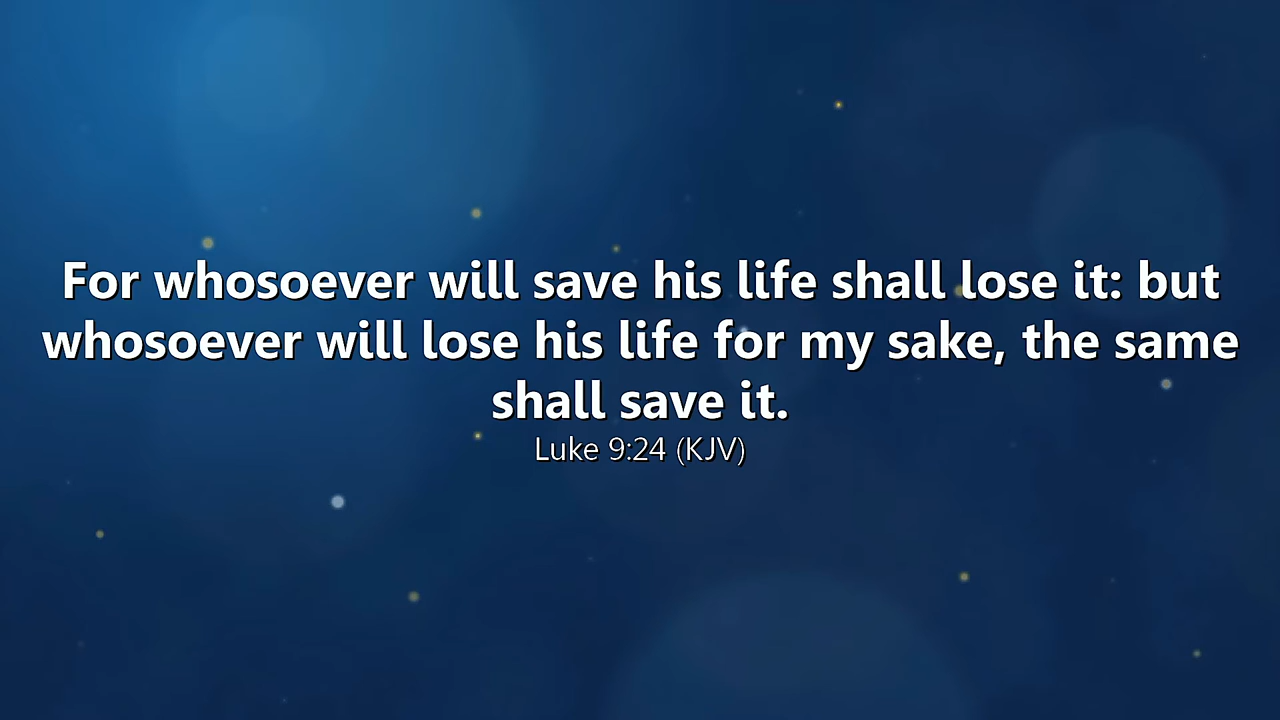 For whosoever will save his life shall lose it: but
whosoever will lose his life for my sake, the same
shall save it.
Luke 9:24 (KJV)